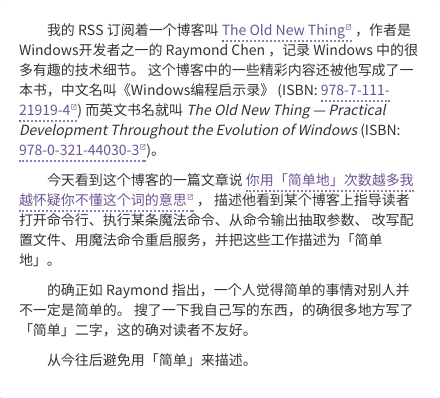 我的 RSS 订阅着一个博客叫 The Old New Thing ，作者是
Windows开发者之一的 Raymond Chen ，记录 Windows 中的很
多有趣的技术细节。 这个博客中的一些精彩内容还被他写成了一
本书，中文名叫《Windows编程启示录》 (ISBN: 978-7-111-
21919-4) 而英文书名就叫 The Old New Thing — Practical
Development Throughout the Evolution of Windows (ISBN:
978-0-321-44030-3)。
今天看到这个博客的一篇文章说 你用「简单地」次数越多我
越怀疑你不懂这个词的意思 ， 描述他看到某个博客上指导读者
打开命令行、执行某条魔法命令、从命令输出抽取参数、 改写配
置文件、用魔法命令重启服务，并把这些工作描述为「简单
地」。
的确正如 Raymond 指出，一个人觉得简单的事情对别人并
不一定是简单的。 搜了一下我自己写的东西，的确很多地方写了
「简单」二字，这的确对读者不友好。
从今往后避免用「简单」来描述。